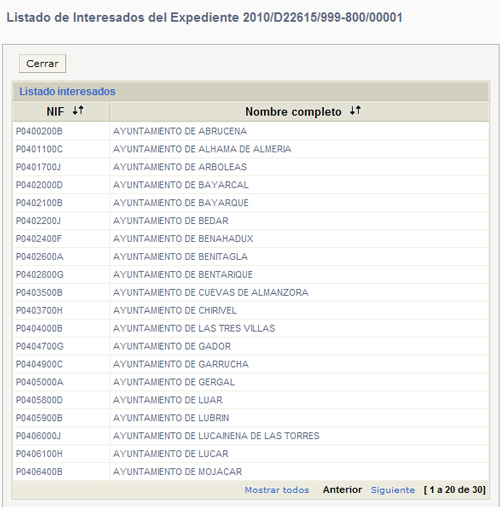 Listado de Interesados del Expediente 2010/D22615/999-800/00001
Cerrar
Listado interesados
NIF Nombre completo
P0400200B AYUNTAMIENTO DE ABRUCENA
P0401100C AYUNTAMIENTO DE ALHAMA DE ALMERIA
P0401700J AYUNTAMIENTO DE ARBOLEAS
P0402000D AYUNTAMIENTO DE BAYARCAL
P0402100B AYUNTAMIENTO DE BAYARQUE
P0402200J AYUNTAMIENTO DE BEDAR
P0402400F AYUNTAMIENTO DE BENAHADUX
P0402600A AYUNTAMIENTO DE BENITAGLA
P0402800G AYUNTAMIENTO DE BENTARIQUE
P0403500B AYUNTAMIENTO DE CUEVAS DE ALMANZORA
P0403700H AYUNTAMIENTO DE CHIRIVEL
P0404000B AYUNTAMIENTO DE LAS TRES VILLAS
P0404700G AYUNTAMIENTO DE GADOR
P0404900C AYUNTAMIENTO DE GARRUCHA
P0405000A AYUNTAMIENTO DE GERGAL
P0405800D AYUNTAMIENTO DE LIJAR
P0405900B AYUNTAMIENTO DE LUBRIN
P0406000J AYUNTAMIENTO DE LUCAINENA DE LAS TORRES
P0406100H AYUNTAMIENTO DE LUCAR
P0406400B AYUNTAMIENTO DE MOJACAR
Mostrar todos Anterior Siguiente [ 1 a 20 de 30]